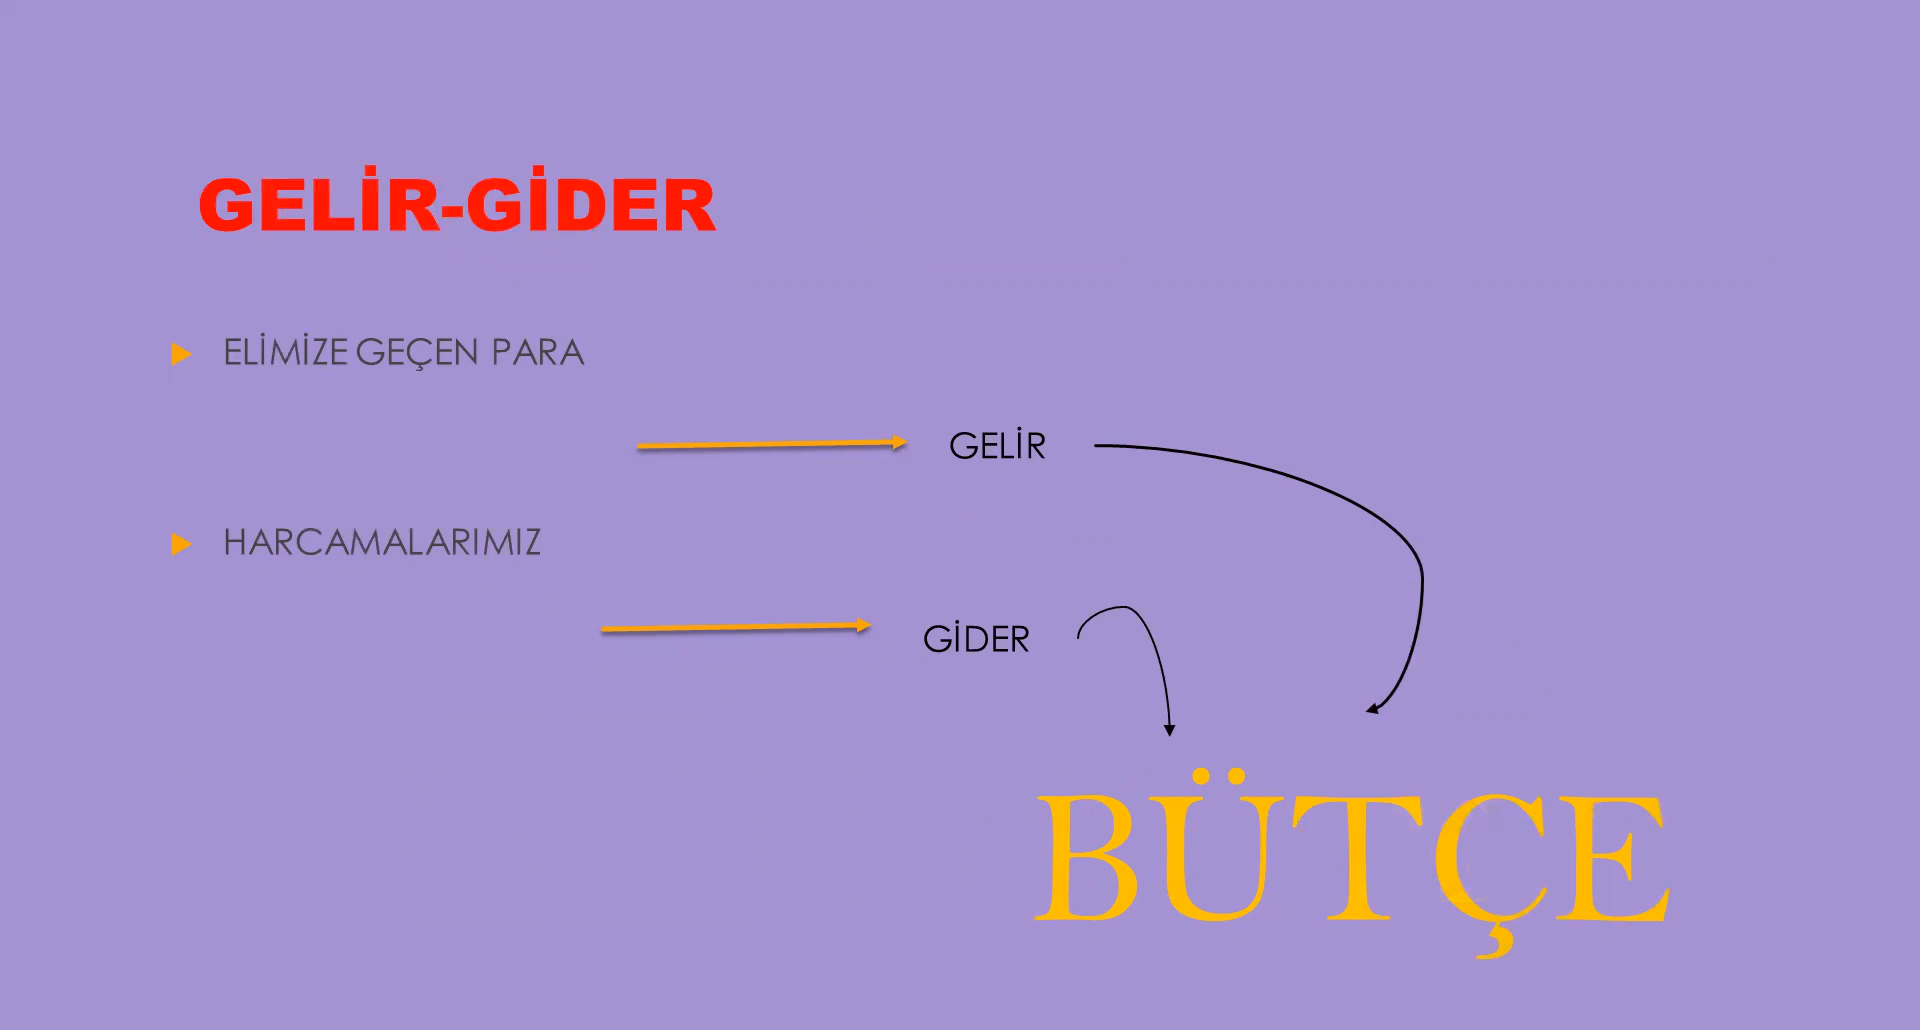 GELİR-GİDER
ELİMİZE GEÇEN PARA
GELİR
HARCAMALARIMIZ
GİDER
BÜTÇE